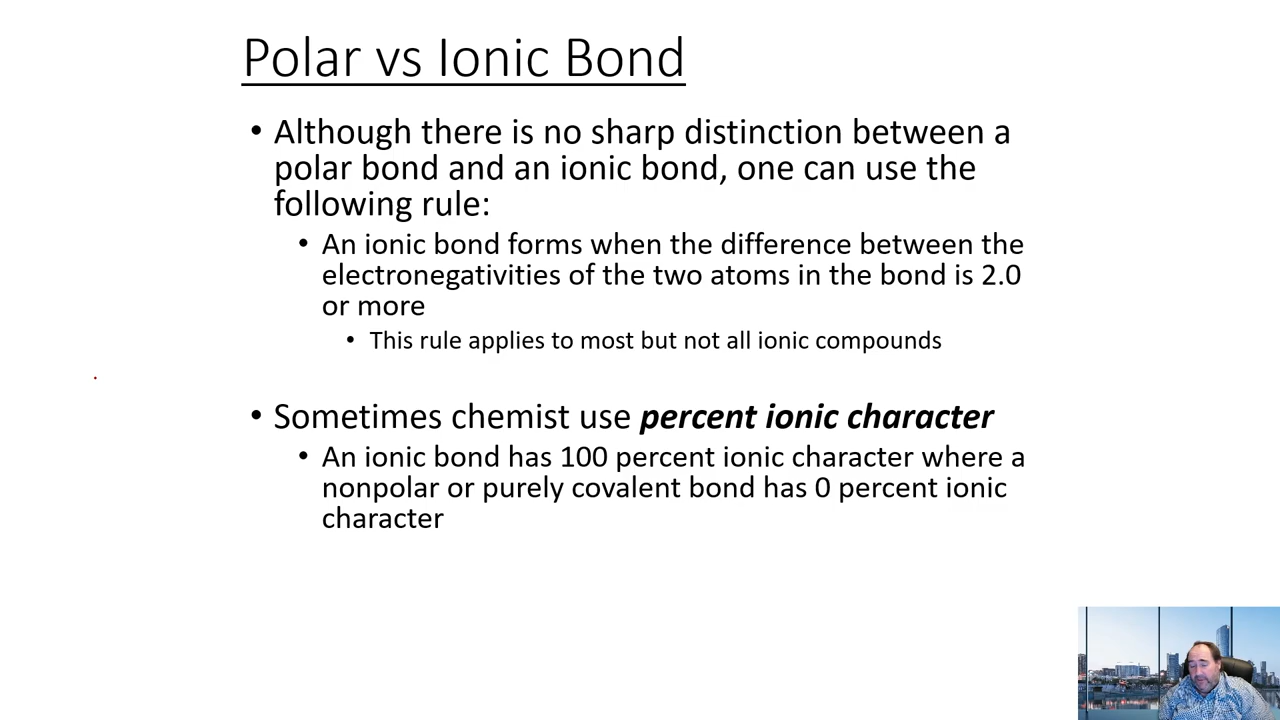 Polar vs Ionic Bond
• Although there is no sharp distinction between a
polar bond and an ionic bond, one can use the
following rule:
• An ionic bond forms when the difference between the
electronegativities of the two atoms in the bond is 2.0
or more
• This rule applies to most but not all ionic compounds
• Sometimes chemist use percent ionic character
• An ionic bond has 100 percent ionic character where a
nonpolar or purely covalent bond has 0 percent ionic
character